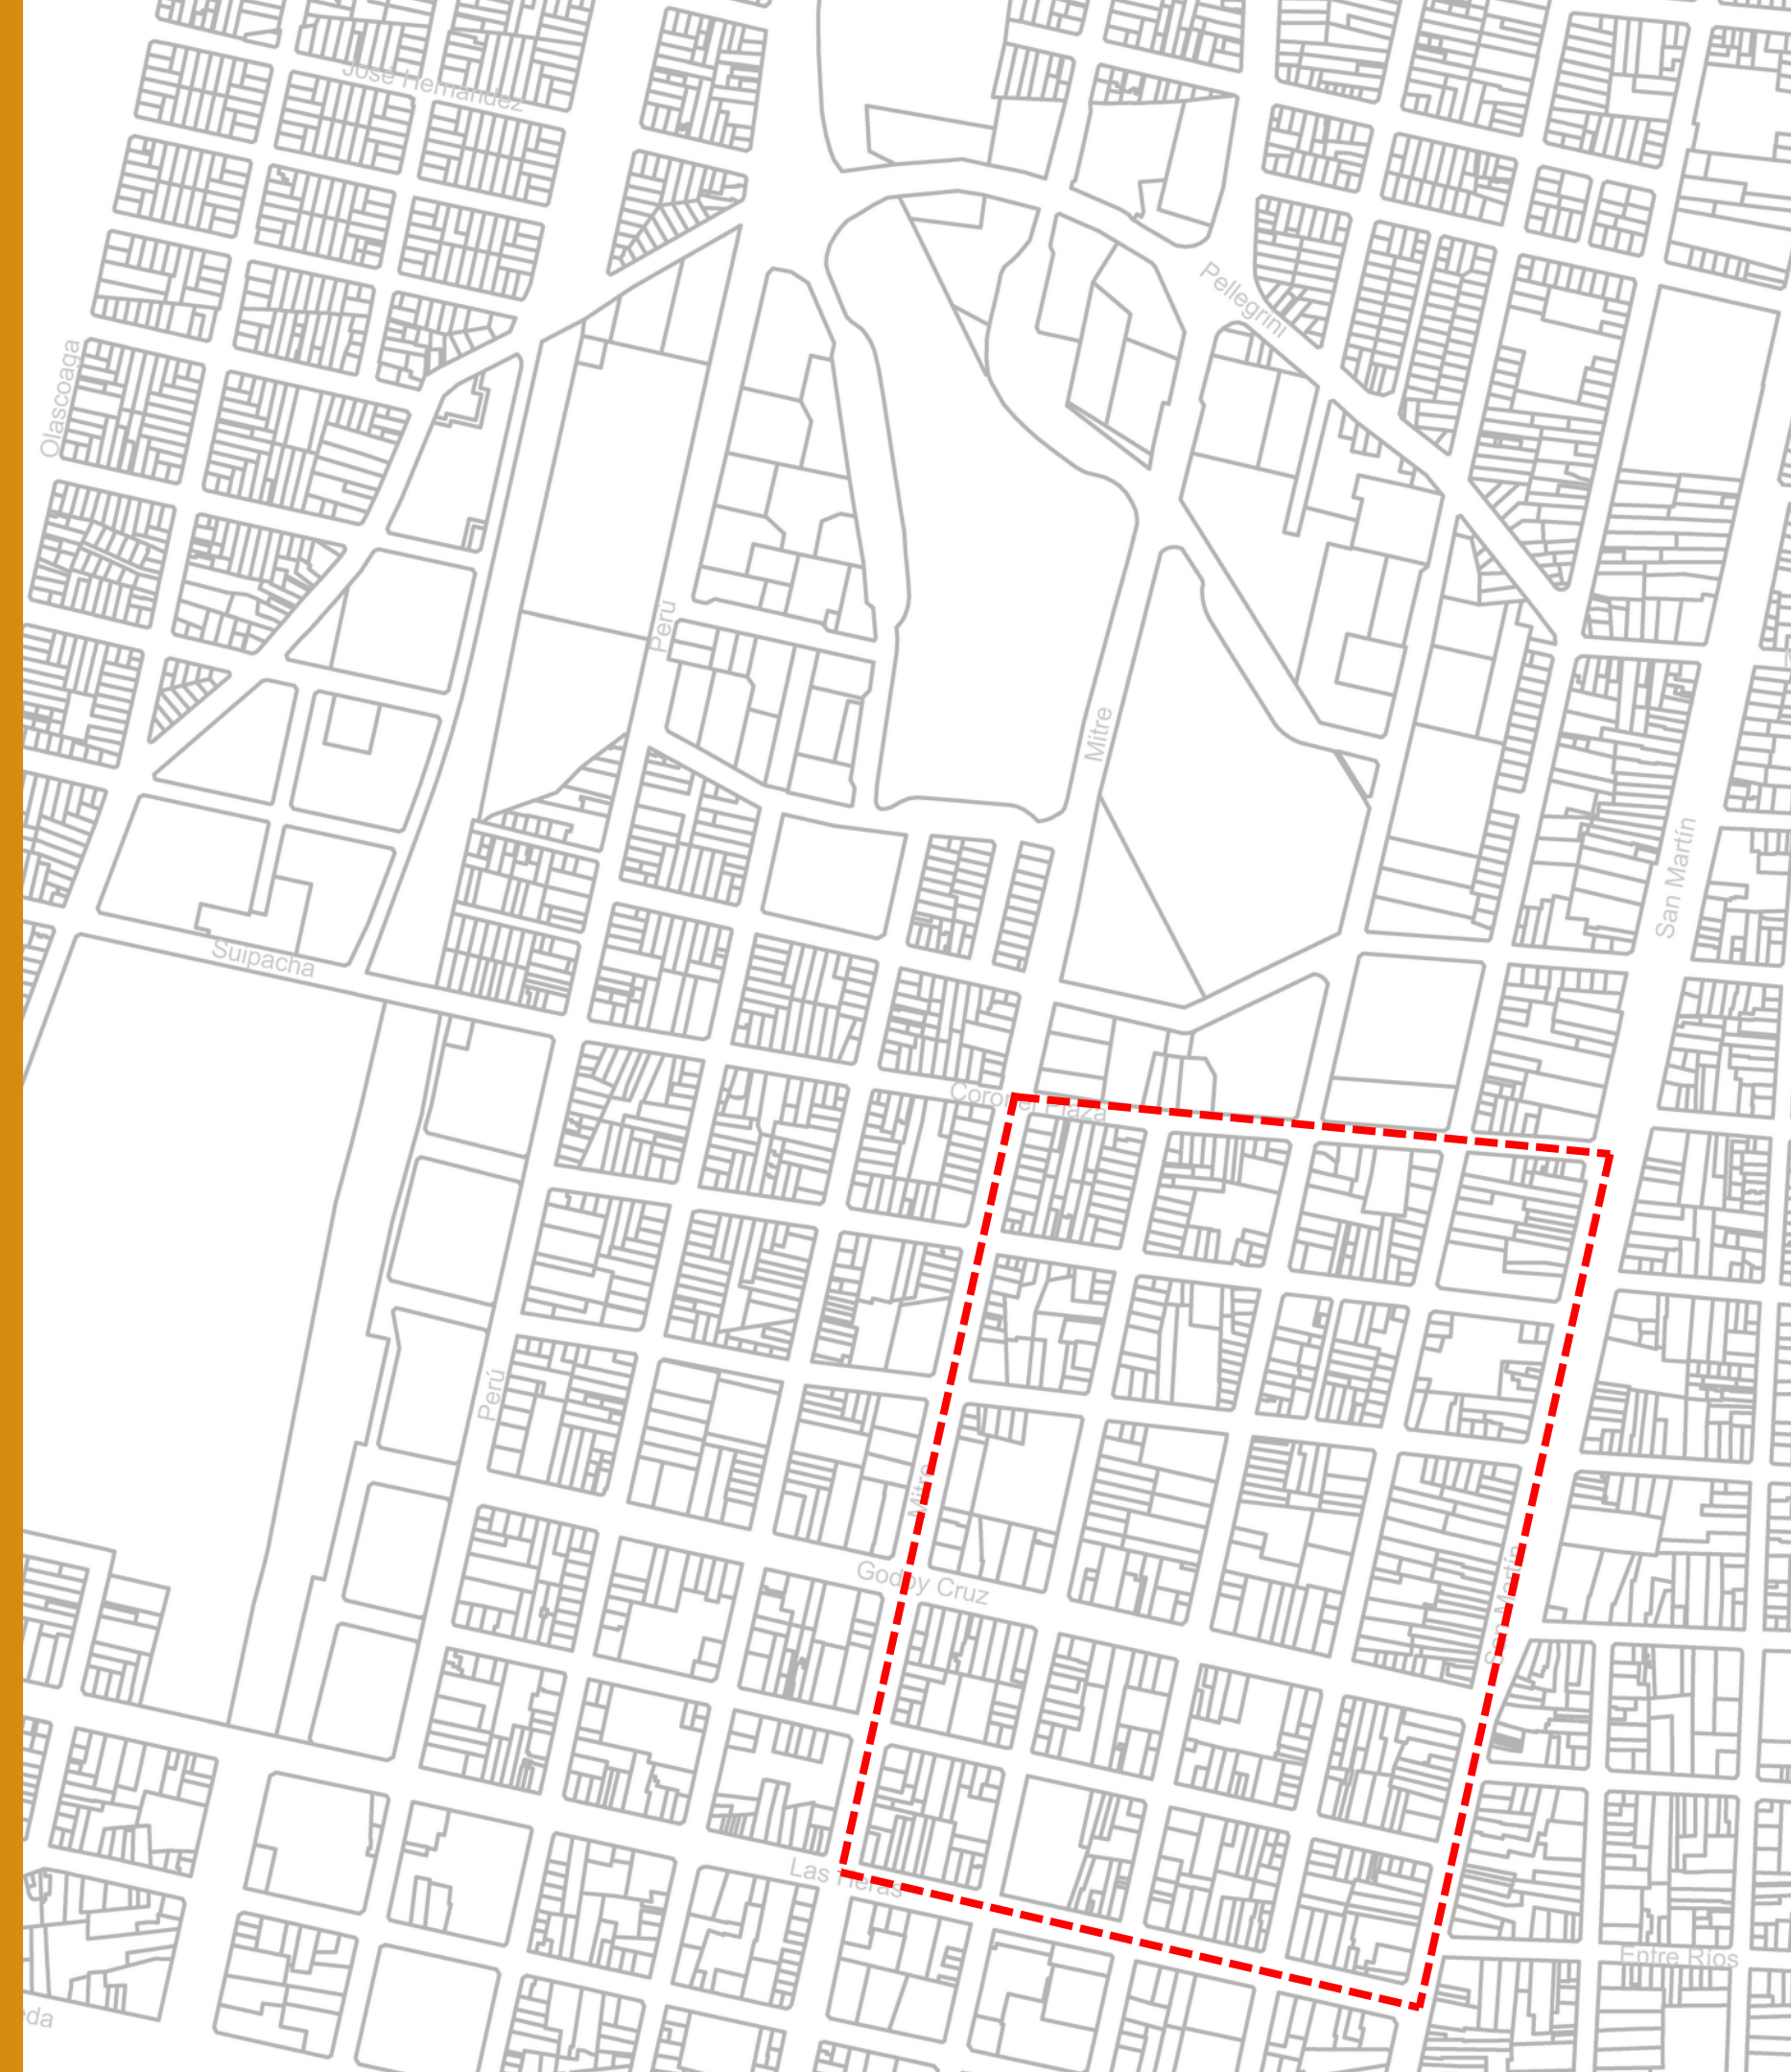 José Hernández
Pellegrini
Olascoaga
Perú
Mitre
San Martín
Suipacha
Coronel Plaza
Perú
Mitre
San Martín
Godoy Cruz
Las Heras
Entre Ríos
eda